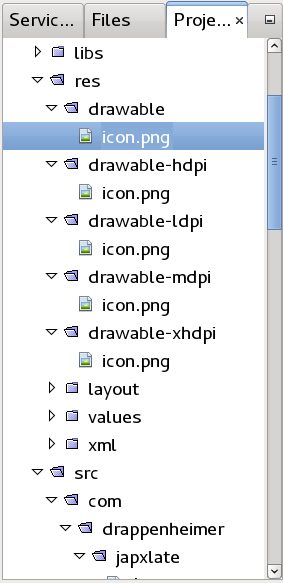 Servic... Files Proje... ×
libs
res
drawable
icon.png
drawable-hdpi
icon.png
drawable-ldpi
icon.png
drawable-mdpi
icon.png
drawable-xhdpi
icon.png
layout
values
xml
src
com
drappenheimer
japxlate